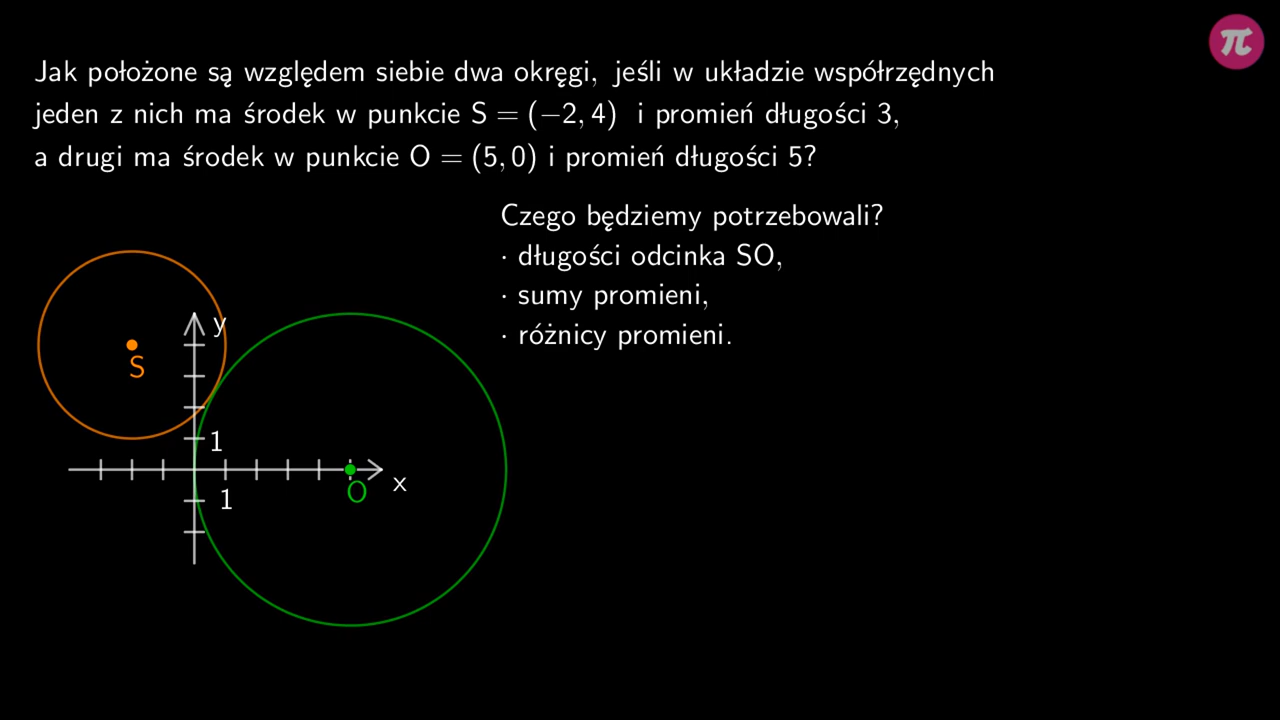 π
Jak położone są względem siebie dwa okręgi, jeśli w układzie współrzędnych
jeden z nich ma środek w punkcie S = (−2, 4) i promień długości 3,
a drugi ma środek w punkcie O = (5, 0) i promień długości 5?
Czego będziemy potrzebowali?
· długości odcinka SO,
· sumy promieni,
· różnicy promieni.
y
S
1
x
O
1